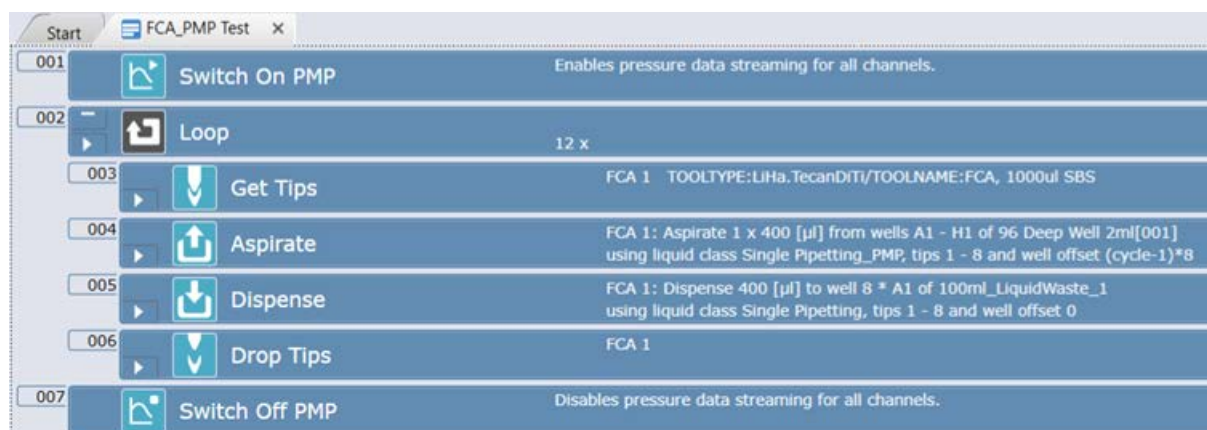 Start
FCA_PMP Test ×
001
Switch On PMP
Enables pressure data streaming for all channels.
002
Loop
12 x
003
Get Tips
FCA 1 TOOLTYPE:LiHa.TecanDiTi/TOOLNAME:FCA, 1000ul SBS
004
Aspirate
FCA 1: Aspirate 1 x 400 [µl] from wells A1 - H1 of 96 Deep Well 2ml[001]
using liquid class Single Pipetting_PMP, tips 1 - 8 and well offset (cycle-1)*8
005
Dispense
FCA 1: Dispense 400 [µl] to well 8 * A1 of 100ml_LiquidWaste_1
using liquid class Single Pipetting, tips 1 - 8 and well offset 0
006
Drop Tips
FCA 1
007
Switch Off PMP
Disables pressure data streaming for all channels.